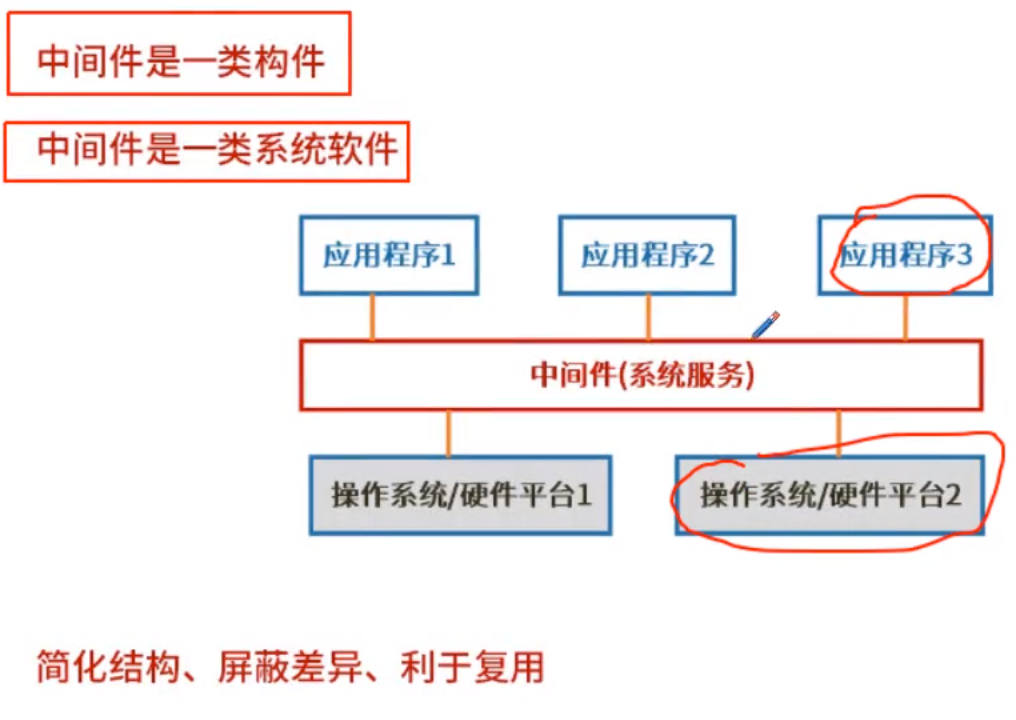 中间件是一类构件
中间件是一类系统软件
应用程序1 应用程序2 应用程序3
中间件(系统服务)
操作系统/硬件平台1 操作系统/硬件平台2
简化结构、屏蔽差异、利于复用